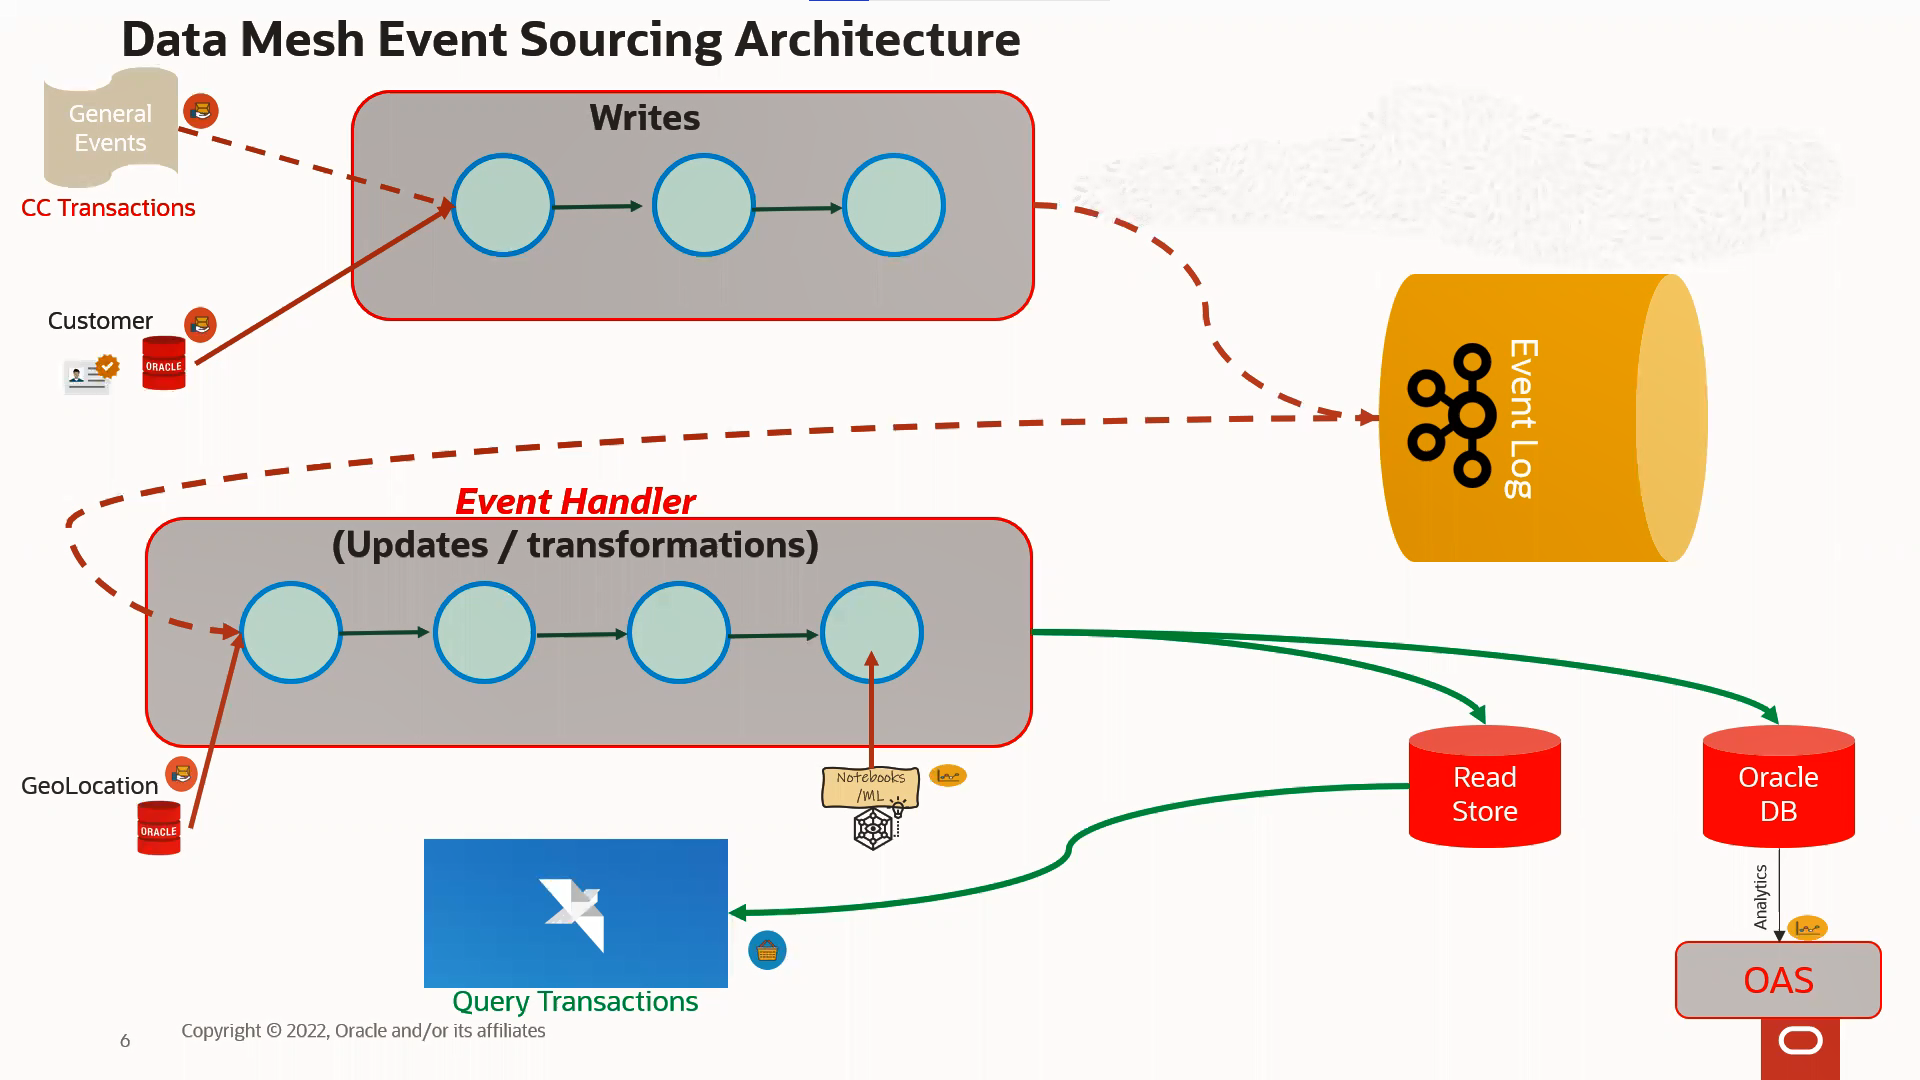 Data Mesh Event Sourcing Architecture
General
Events
CC Transactions
Writes
Customer
ORACLE
Event Log
Event Handler
(Updates / transformations)
GeoLocation
ORACLE
Notebooks
/ML
Read
Store
Oracle
DB
Analytics
OAS
Query Transactions
6
Copyright © 2022, Oracle and/or its affiliates